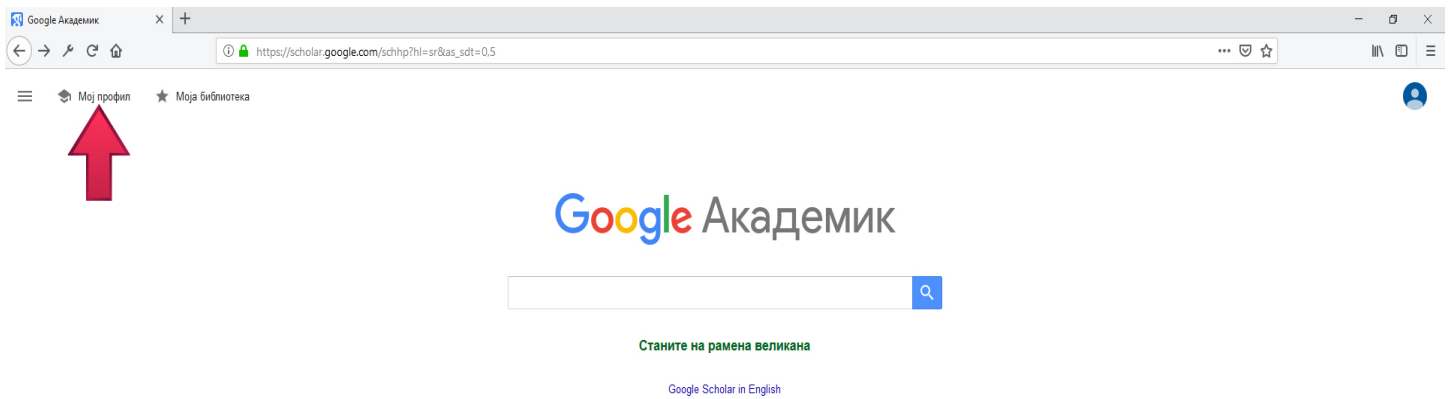 Google Академик
https://scholar.google.com/schhp?hl=sr&as_sdt=0,5
Мој профил Моја библиотека
Google Академик
Станите на рамена великана
Google Scholar in English